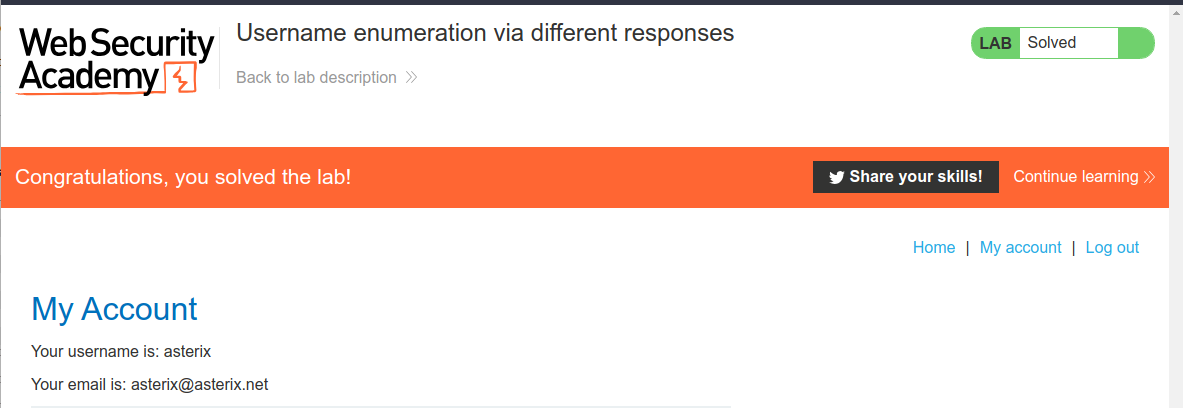 Web Security
Academy
Username enumeration via different responses
Back to lab description
LAB Solved
Congratulations, you solved the lab!
Share your skills!
Continue learning
Home | My account | Log out
My Account
Your username is: asterix
Your email is: asterix@asterix.net